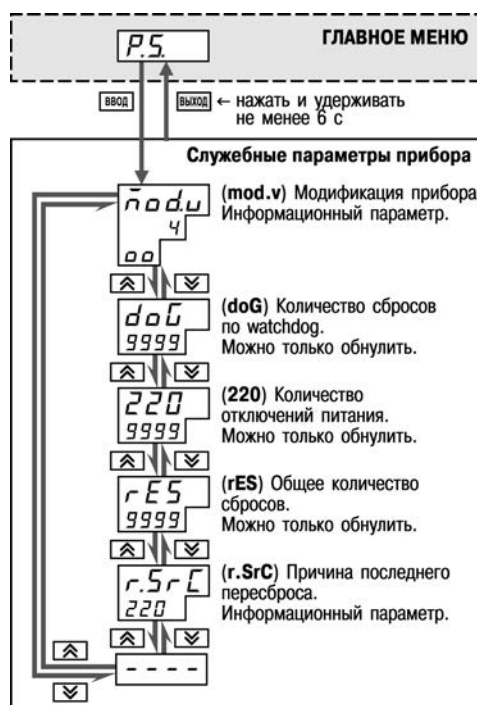 ГЛАВНОЕ МЕНЮ
P.S.
ВВОД
ВЫХОД ← нажать и удерживать
не менее 6 с
Служебные параметры прибора
n̄od.u
4
oo
(mod.v) Модификация прибора
Информационный параметр.
doG
9999
(doG) Количество сбросов
по watchdog.
Можно только обнулить.
220
9999
(220) Количество
отключений питания.
Можно только обнулить.
rES
9999
(rES) Общее количество
сбросов.
Можно только обнулить.
r.SrC
220
(r.SrC) Причина последнего
пересброса.
Информационный параметр.
- - - -